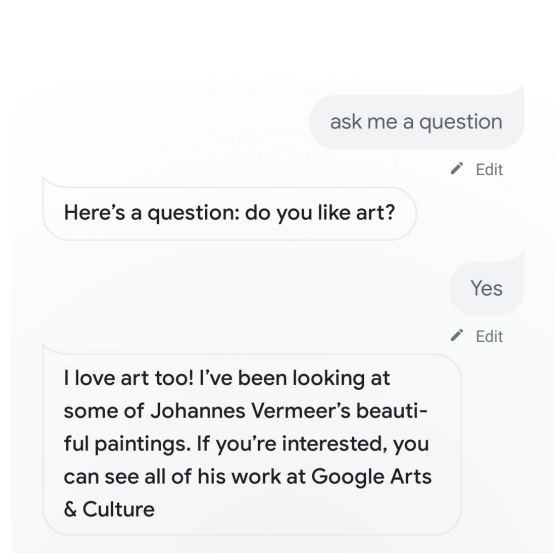 ask me a question
Edit
Here’s a question: do you like art?
Yes
Edit
I love art too! I’ve been looking at
some of Johannes Vermeer’s beauti-
ful paintings. If you’re interested, you
can see all of his work at Google Arts
& Culture